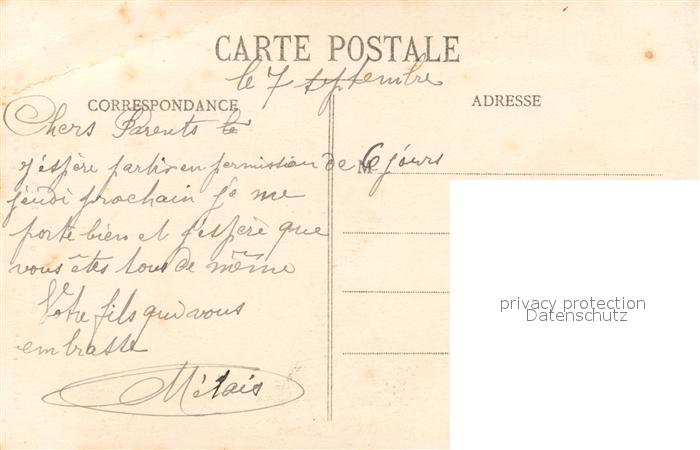 CARTE POSTALE
le 7 septembre
CORRESPONDANCE
ADRESSE
Chers Parents le
J'espère partir en permission de 6 jours
M
jeudi prochain Je me
porte bien et j'espère que
vous êtes tous de même
Votre fils qui vous
embrasse
Métais
privacy protection
Datenschutz